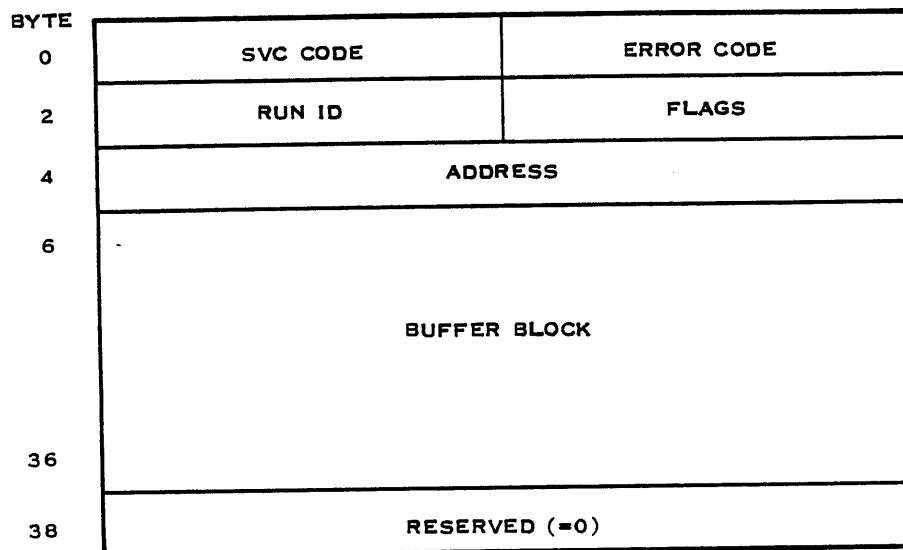 BYTE
0 SVC CODE ERROR CODE
2 RUN ID FLAGS
4 ADDRESS
6
BUFFER BLOCK
36
38 RESERVED (=0)